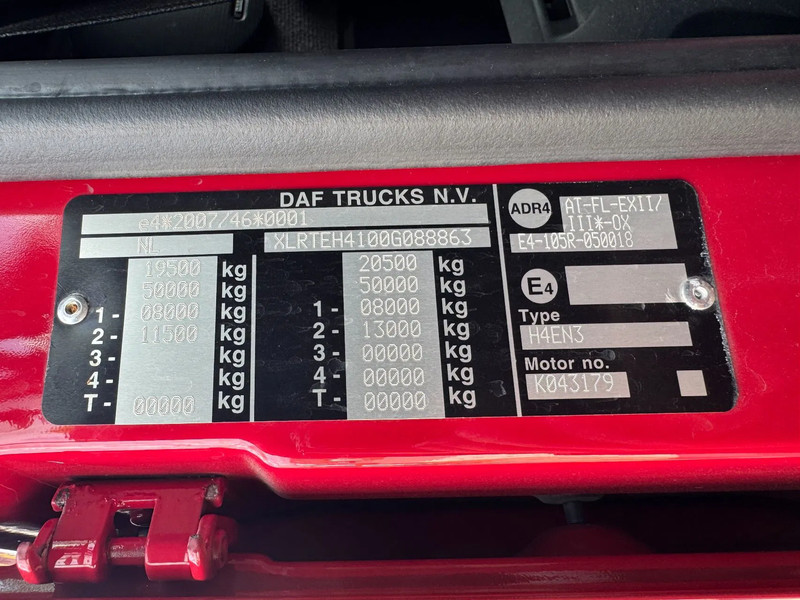 DAF TRUCKS N.V.
e4*2007/46*0001
NL XLRTEH4100G088863
19500 kg 20500 kg
50000 kg 50000 kg
1- 08000 kg 1- 08000 kg
2- 11500 kg 2- 13000 kg
3- kg 3- 00000 kg
4- kg 4- 00000 kg
T- 00000 kg T- 00000 kg
ADR4 AT-FL-EXII/
III*-OX
E4-105R-050018
E4
Type
H4EN3
Motor no.
K043179